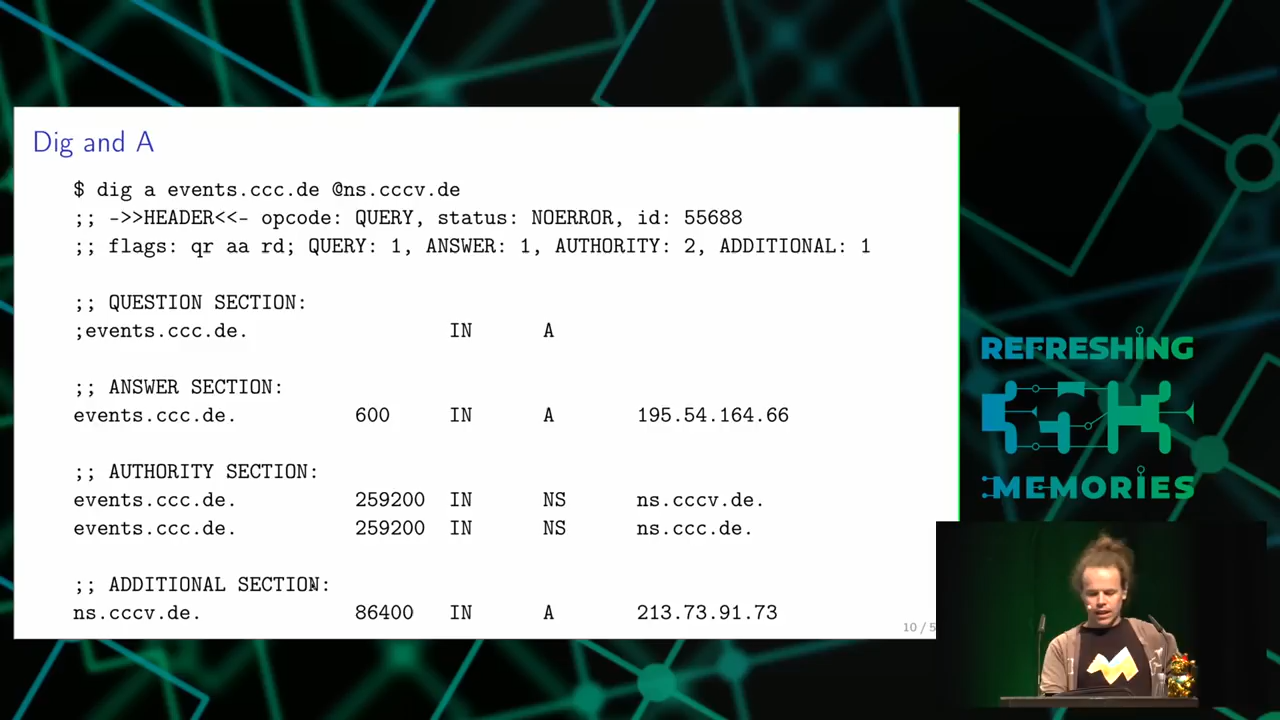 Dig and A
$ dig a events.ccc.de @ns.cccv.de
;; ->>HEADER<<- opcode: QUERY, status: NOERROR, id: 55688
;; flags: qr aa rd; QUERY: 1, ANSWER: 1, AUTHORITY: 2, ADDITIONAL: 1
;; QUESTION SECTION:
;events.ccc.de. IN A
;; ANSWER SECTION:
events.ccc.de. 600 IN A 195.54.164.66
;; AUTHORITY SECTION:
events.ccc.de. 259200 IN NS ns.cccv.de.
events.ccc.de. 259200 IN NS ns.ccc.de.
;; ADDITIONAL SECTION:
ns.cccv.de. 86400 IN A 213.73.91.73
10 / 5
REFRESHING
MEMORIES